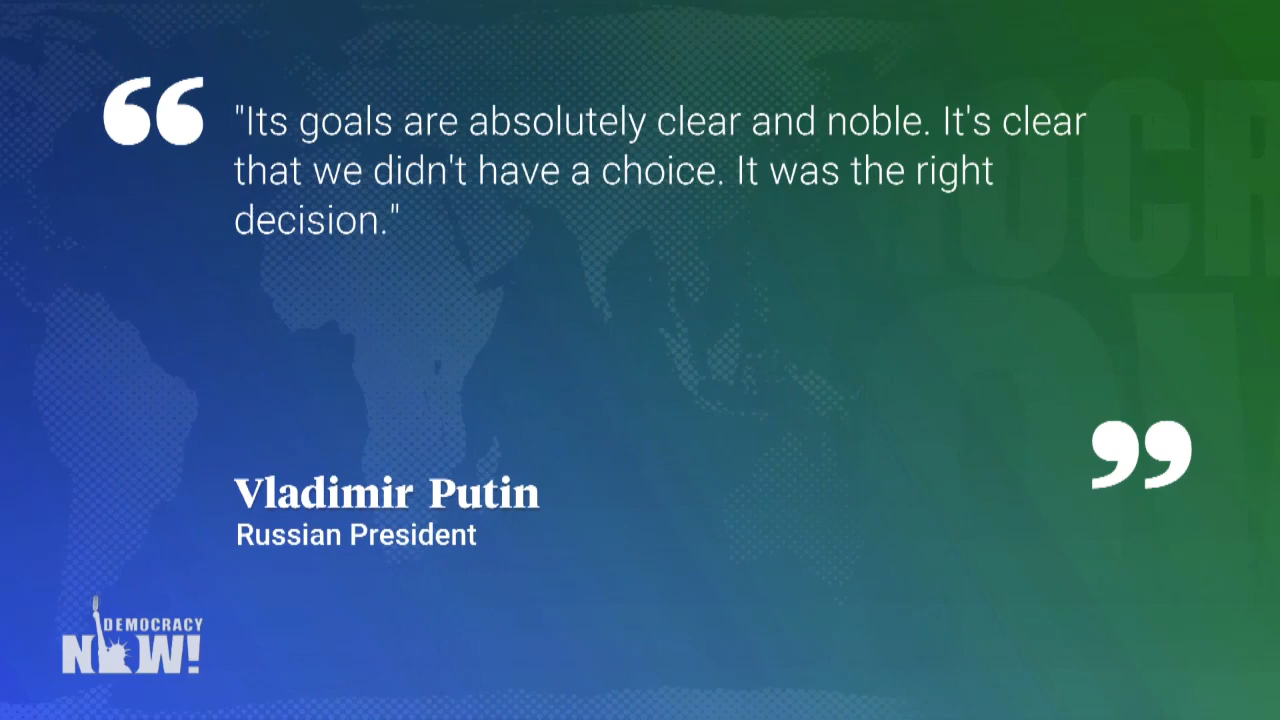 "Its goals are absolutely clear and noble. It's clear
that we didn't have a choice. It was the right
decision."
Vladimir Putin
Russian President
DEMOCRACY
NOW!